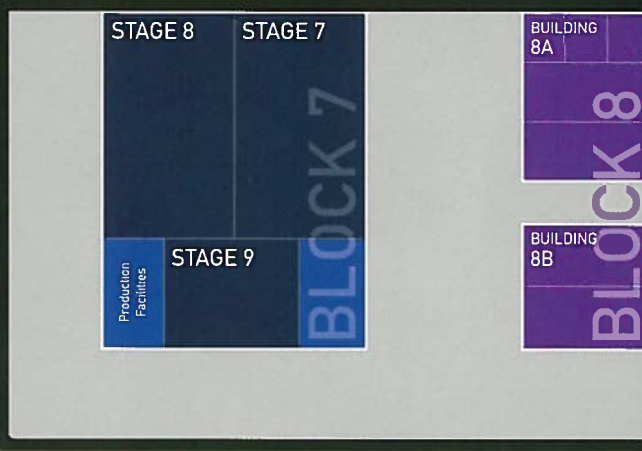 STAGE 8
STAGE 7
BLOCK 7
STAGE 9
Production
Facilities
BUILDING
8A
BLOCK 8
BUILDING
8B